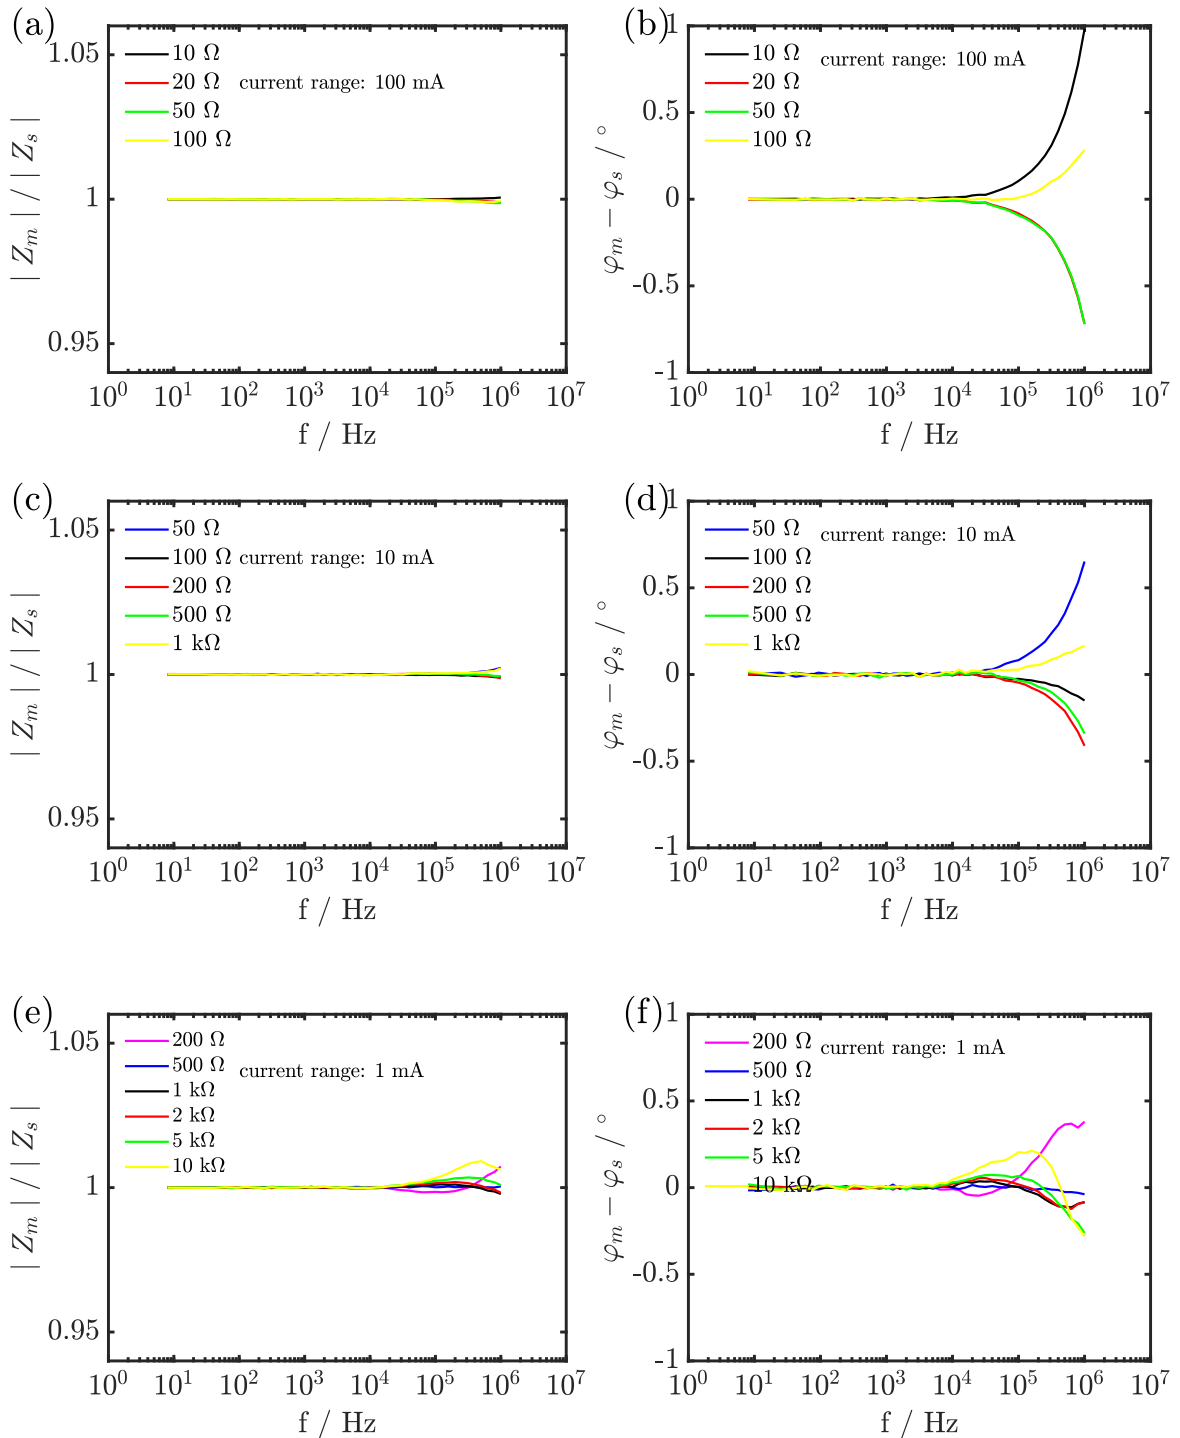 (a)
1.05
1
0.95
| Z_m | / | Z_s |
10 Ω
20 Ω
50 Ω
100 Ω
current range: 100 mA
10^0 10^1 10^2 10^3 10^4 10^5 10^6 10^7
f / Hz
(b)
1
0.5
0
-0.5
-1
φ_m − φ_s / °
10 Ω
20 Ω
50 Ω
100 Ω
current range: 100 mA
10^0 10^1 10^2 10^3 10^4 10^5 10^6 10^7
f / Hz
(c)
1.05
1
0.95
| Z_m | / | Z_s |
50 Ω
100 Ω
200 Ω
500 Ω
1 kΩ
current range: 10 mA
10^0 10^1 10^2 10^3 10^4 10^5 10^6 10^7
f / Hz
(d)
1
0.5
0
-0.5
-1
φ_m − φ_s / °
50 Ω
100 Ω
200 Ω
500 Ω
1 kΩ
current range: 10 mA
10^0 10^1 10^2 10^3 10^4 10^5 10^6 10^7
f / Hz
(e)
1.05
1
0.95
| Z_m | / | Z_s |
200 Ω
500 Ω
1 kΩ
2 kΩ
5 kΩ
10 kΩ
current range: 1 mA
10^0 10^1 10^2 10^3 10^4 10^5 10^6 10^7
f / Hz
(f)
1
0.5
0
-0.5
-1
φ_m − φ_s / °
200 Ω
500 Ω
1 kΩ
2 kΩ
5 kΩ
10 kΩ
current range: 1 mA
10^0 10^1 10^2 10^3 10^4 10^5 10^6 10^7
f / Hz